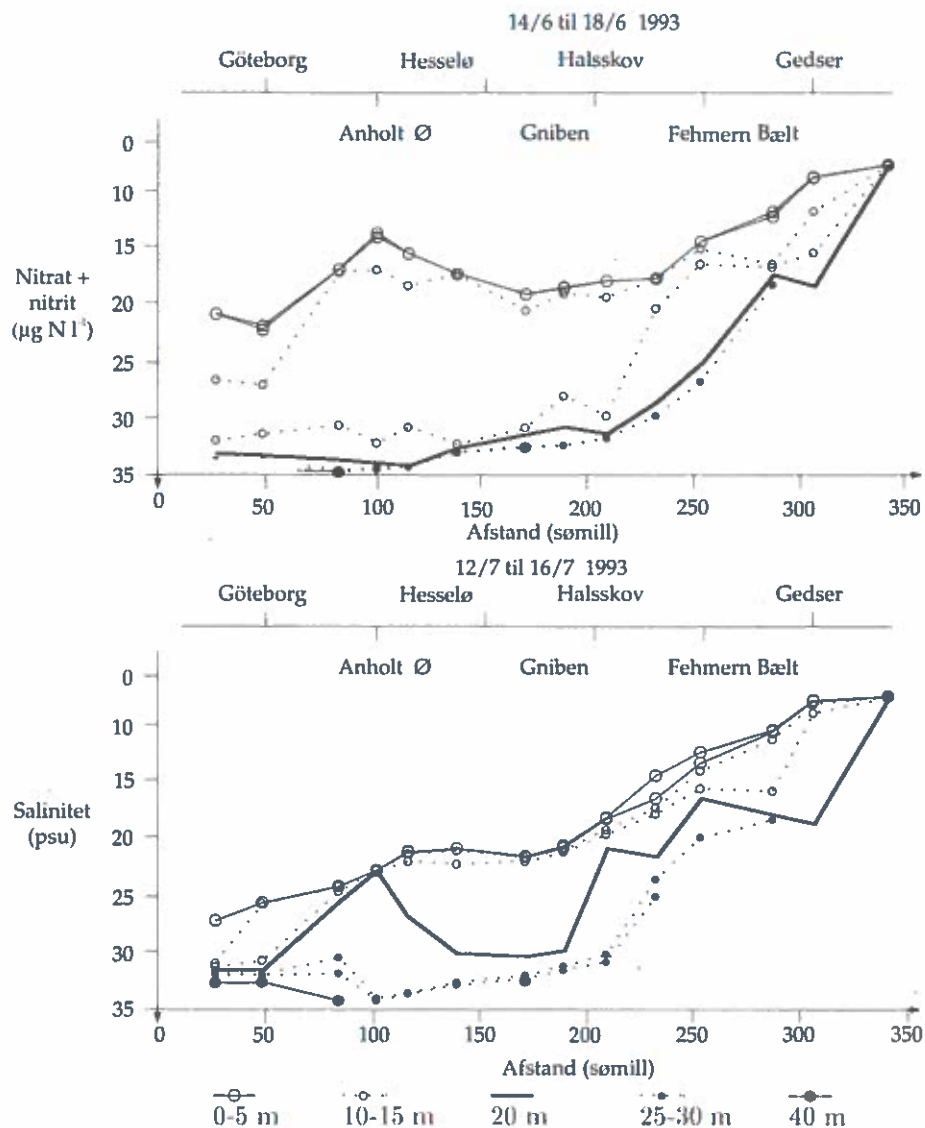 14/6 til 18/6 1993
Göteborg Hesselø Halsskov Gedser
Anholt Ø Gniben Fehmern Bælt
0
10
15
20
25
30
35
Nitrat +
nitrit
(µg N l⁻¹)
0 50 100 150 200 250 300 350
Afstand (sømill)
12/7 til 16/7 1993
Göteborg Hesselø Halsskov Gedser
Anholt Ø Gniben Fehmern Bælt
0
10
15
20
25
30
35
Salinitet
(psu)
0 50 100 150 200 250 300 350
Afstand (sømill)
0-5 m 10-15 m 20 m 25-30 m 40 m